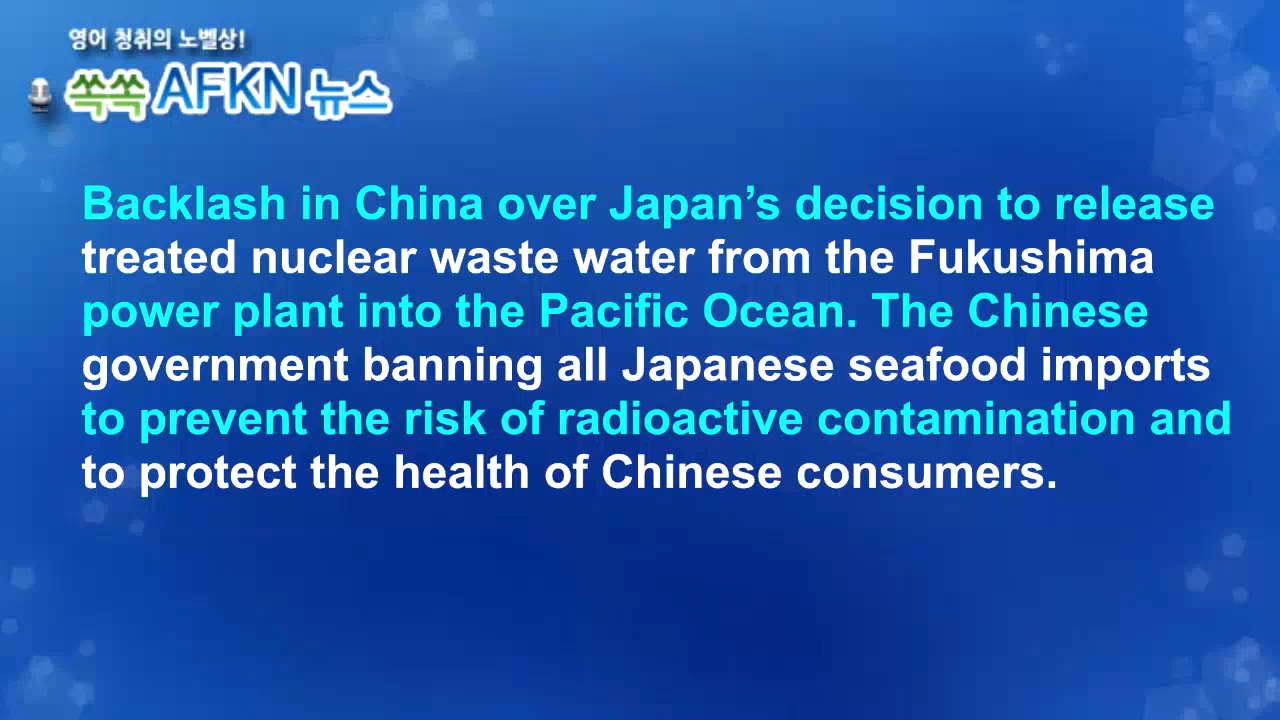 영어 청취의 노벨상!
쏙쏙 AFKN 뉴스
Backlash in China over Japan’s decision to release
treated nuclear waste water from the Fukushima
power plant into the Pacific Ocean. The Chinese
government banning all Japanese seafood imports
to prevent the risk of radioactive contamination and
to protect the health of Chinese consumers.